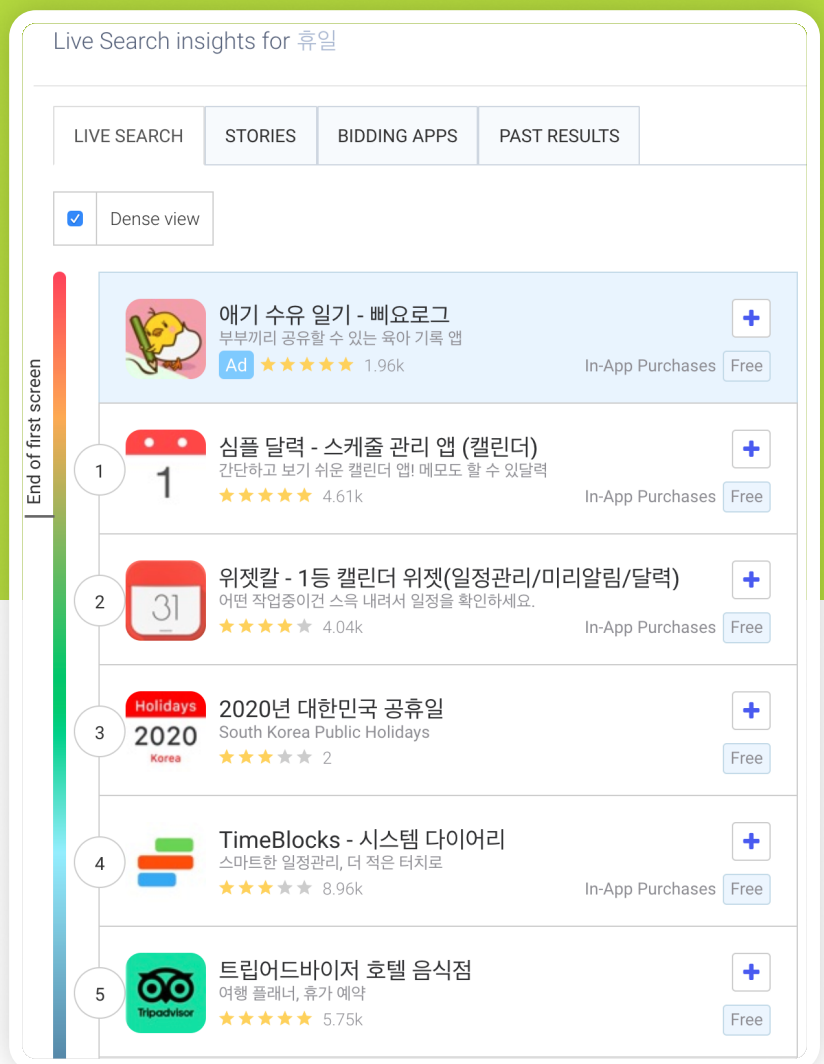 Live Search insights for 휴일
LIVE SEARCH
STORIES
BIDDING APPS
PAST RESULTS
Dense view
End of first screen
애기 수유 일기 - 삐요로그
부부끼리 공유할 수 있는 육아 기록 앱
Ad 1.96k
In-App Purchases Free
1
1
심플 달력 - 스케줄 관리 앱 (캘린더)
간단하고 보기 쉬운 캘린더 앱! 메모도 할 수 있달력
4.61k
In-App Purchases Free
2
31
위젯칼 - 1등 캘린더 위젯(일정관리/미리알림/달력)
어떤 작업중이건 스윽 내려서 일정을 확인하세요.
4.04k
In-App Purchases Free
3
Holidays
2020
Korea
2020년 대한민국 공휴일
South Korea Public Holidays
2
Free
4
TimeBlocks - 시스템 다이어리
스마트한 일정관리, 더 적은 터치로
8.96k
In-App Purchases Free
5
Tripadvisor
트립어드바이저 호텔 음식점
여행 플래너, 휴가 예약
5.75k
Free